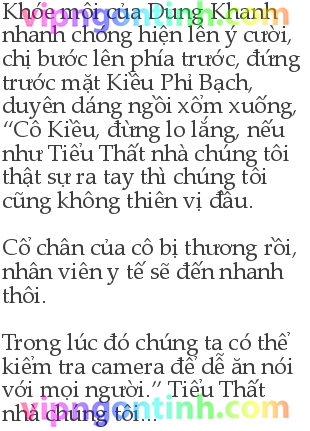 Khóe môi của Dung Khanh
nhanh chóng hiện lên ý cười,
chị bước lên phía trước, đứng
trước mặt Kiều Phỉ Bạch,
duyên dáng ngồi xổm xuống,
“Cô Kiều, đừng lo lắng, nếu
như Tiểu Thất nhà chúng tôi
thật sự ra tay thì chúng tôi
cũng không thiên vị đâu.
Cổ chân của cô bị thương rồi,
nhân viên y tế sẽ đến nhanh
thôi.
Trong lúc đó chúng ta có thể
kiểm tra camera để dễ ăn nói
với mọi người.” Tiểu Thất
nhà chúng tôi...
vipngontinh.com
vipngontinh.com